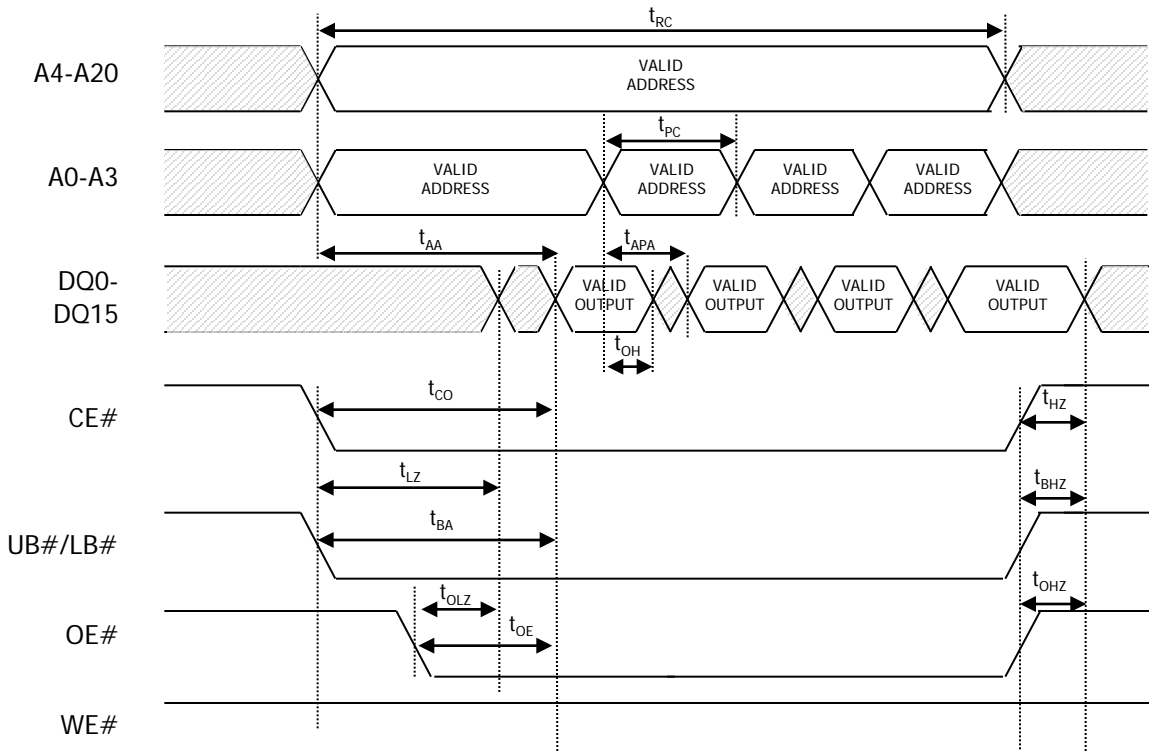 tRC
A4-A20
VALID
ADDRESS
tPC
A0-A3
VALID
ADDRESS
VALID
ADDRESS
VALID
ADDRESS
VALID
ADDRESS
tAA
tAPA
DQ0-
DQ15
VALID
OUTPUT
VALID
OUTPUT
VALID
OUTPUT
VALID
OUTPUT
tOH
CE#
tCO
tHZ
tLZ
tBHZ
UB#/LB#
tBA
tOLZ
tOHZ
OE#
tOE
WE#